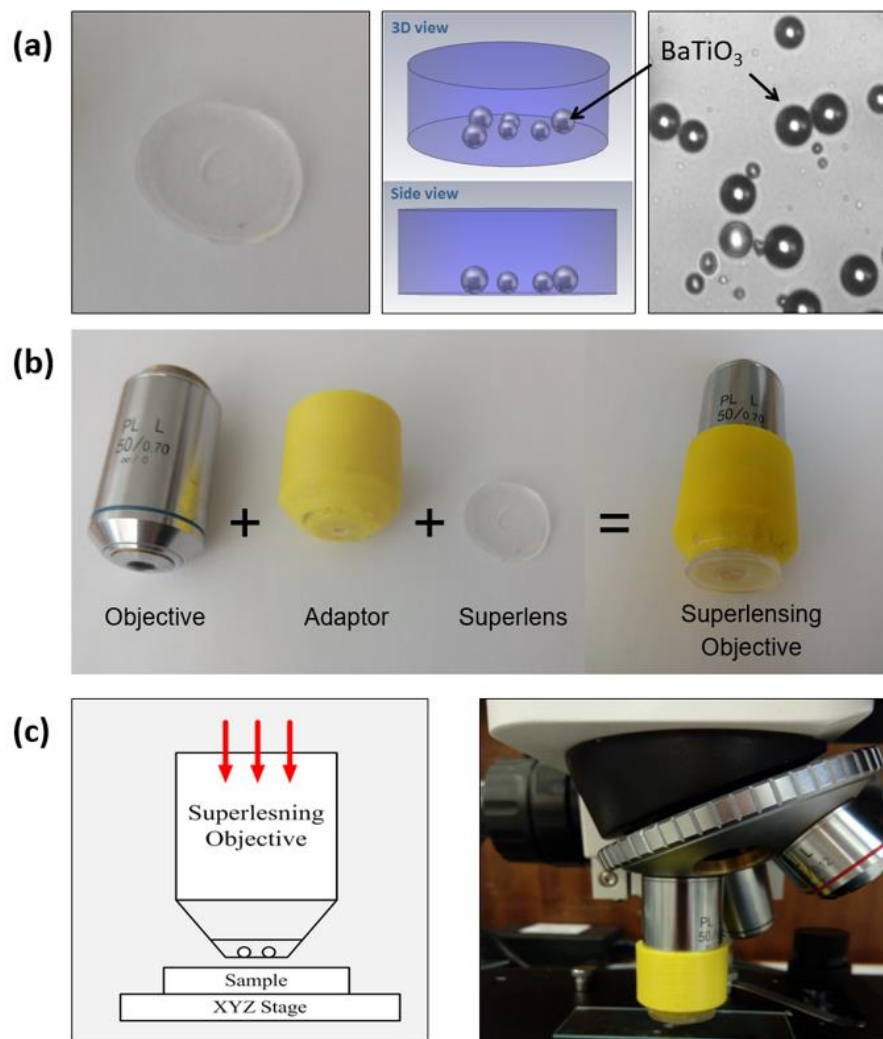 (a)
3D view
BaTiO3
Side view
(b)
PL L
50/0.70
∞/0
PL L
50/0.70
+
+
=
Objective
Adaptor
Superlens
Superlensing
Objective
(c)
Superlesning
Objective
Sample
XYZ Stage
PL